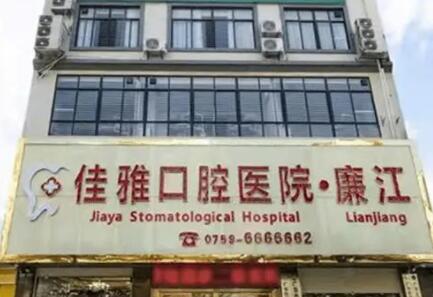 佳雅口腔医院·廉江
Jiaya Stomatological Hospital Lianjiang
☎ 0759-6666662